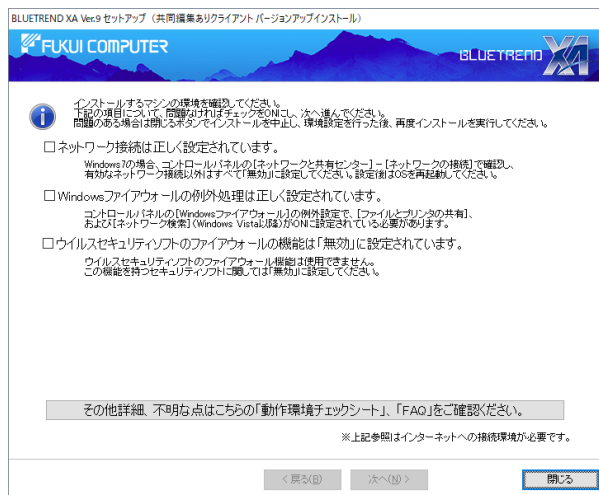 BLUETREND XA Ver.9 セットアップ（共同編集ありクライアント バージョンアップインストール）
FUKUI COMPUTER
BLUETREND XA
インストールするマシンの環境を確認してください。
下記の項目について、問題なければチェックをONにし、次へ進んでください。
問題のある場合は閉じるボタンでインストールを中止し、環境設定を行った後、再度インストールを実行してください。
ネットワーク接続は正しく設定されています。
Windows7の場合、コントロールパネルの[ネットワークと共有センター] - [ネットワークの接続]で確認し、
有効なネットワーク接続以外はすべて「無効」に設定してください。設定後はOSを再起動してください。
Windowsファイアウォールの例外処理は正しく設定されています。
コントロールパネルの[Windowsファイアウォール]の例外設定で、[ファイルとプリンタの共有]、
および[ネットワーク検索](Windows Vista以降)がONに設定されている必要があります。
ウイルスセキュリティソフトのファイアウォールの機能は「無効」に設定されています。
ウイルスセキュリティソフトのファイアウォール機能は使用できません。
この機能を持つセキュリティソフトに関しては「無効」に設定してください。
その他詳細、不明な点はこちらの「動作環境チェックシート」、「FAQ」をご確認ください。
※上記参照はインターネットへの接続環境が必要です。
< 戻る(B) 次へ(N) > 閉じる